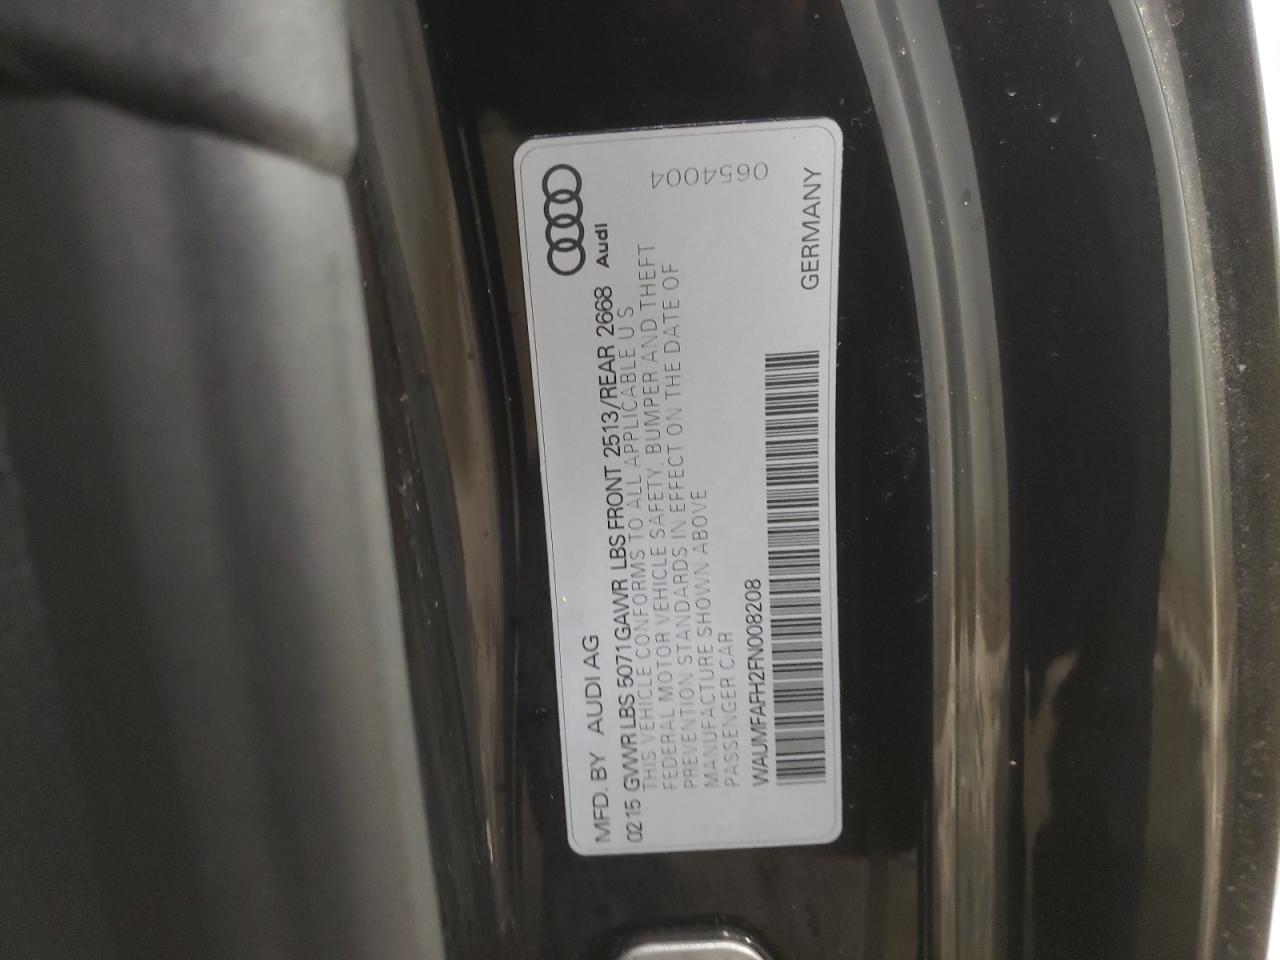 Audi
MFD. BY AUDI AG
0215 GVWR LBS 5071 GAWR LBS FRONT 2513/REAR 2668
THIS VEHICLE CONFORMS TO ALL APPLICABLE U S
FEDERAL MOTOR VEHICLE SAFETY, BUMPER AND THEFT
PREVENTION STANDARDS IN EFFECT ON THE DATE OF
MANUFACTURE SHOWN ABOVE
PASSENGER CAR
WAUMFAFH2FN008208
GERMANY
0654004